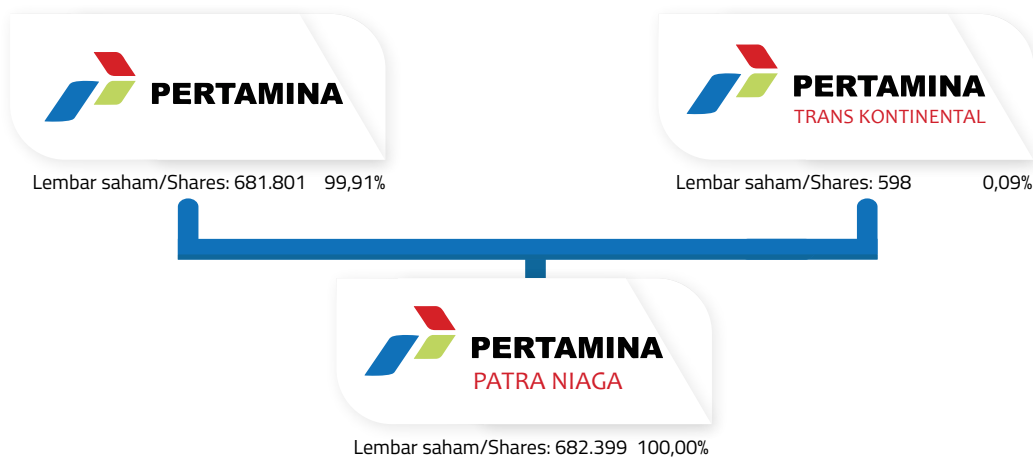 PERTAMINA
Lembar saham/Shares: 681.801 99,91%
PERTAMINA
TRANS KONTINENTAL
Lembar saham/Shares: 598 0,09%
PERTAMINA
PATRA NIAGA
Lembar saham/Shares: 682.399 100,00%